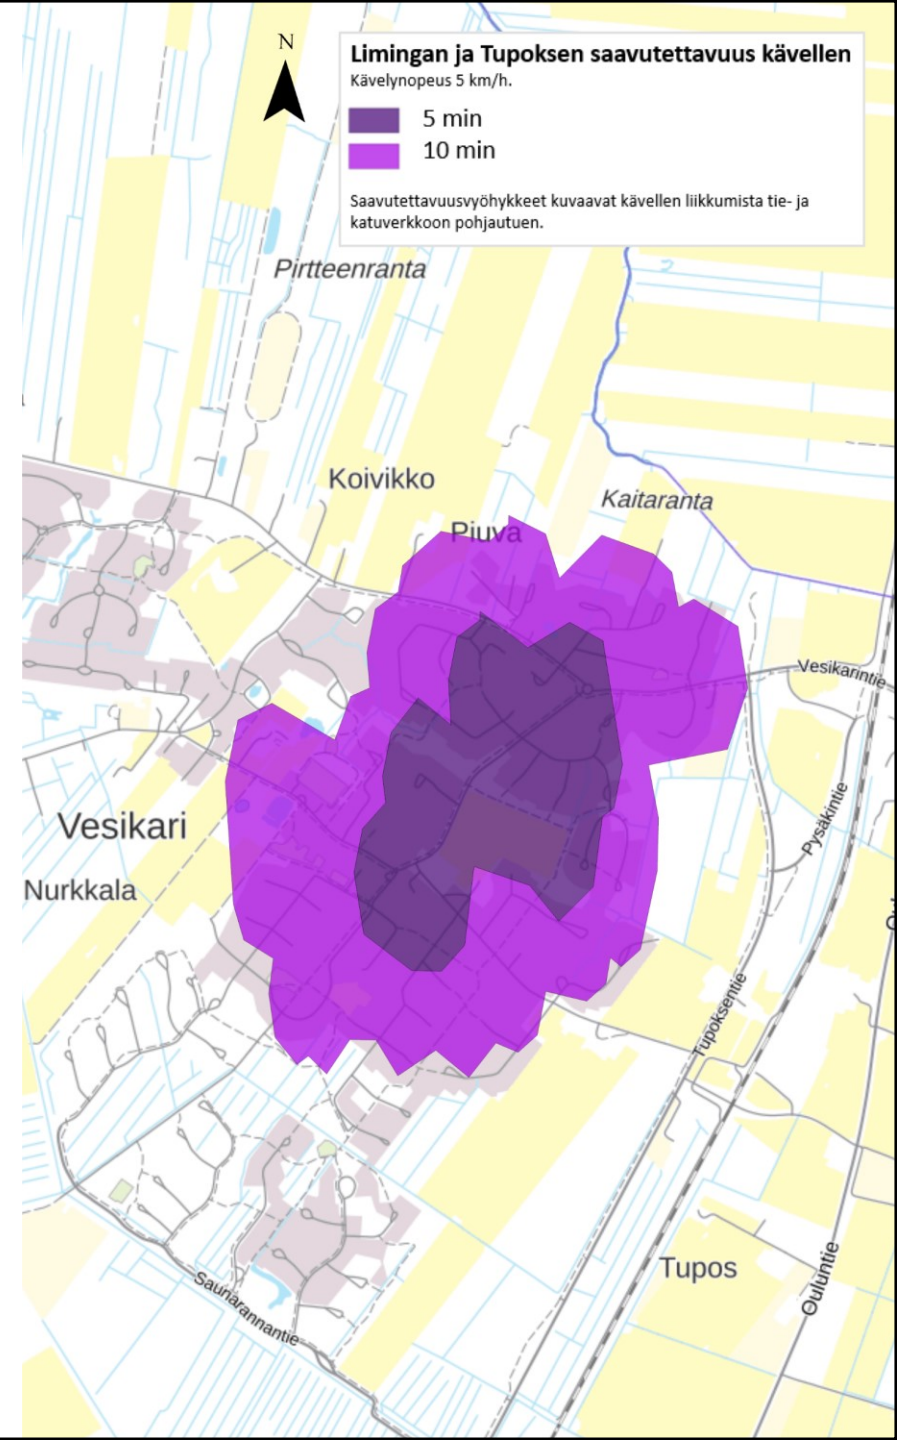 N
Limingan ja Tupoksen saavutettavuus kävellen
Kävelynopeus 5 km/h.
5 min
10 min
Saavutettavuusvyöhykkeet kuvaavat kävellen liikkumista tie- ja
katuverkkoon pohjautuen.
Pirtteenranta
Koivikko
Kaitaranta
Piuva
Vesikarintie
Pysäkintie
Vesikari
Nurkkala
Tupoksentie
Tupos
Ouluntie
Saunarannantie